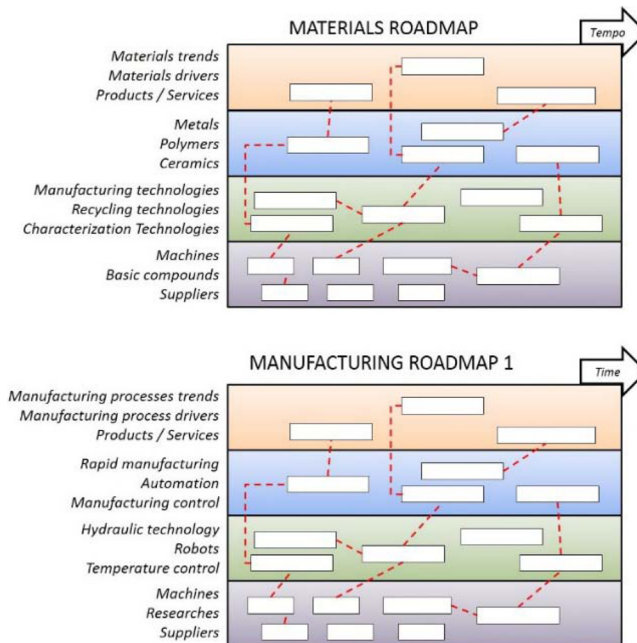 MATERIALS ROADMAP
Tempo
Materials trends
Materials drivers
Products / Services
Metals
Polymers
Ceramics
Manufacturing technologies
Recycling technologies
Characterization Technologies
Machines
Basic compounds
Suppliers
MANUFACTURING ROADMAP 1
Time
Manufacturing processes trends
Manufacturing process drivers
Products / Services
Rapid manufacturing
Automation
Manufacturing control
Hydraulic technology
Robots
Temperature control
Machines
Researches
Suppliers